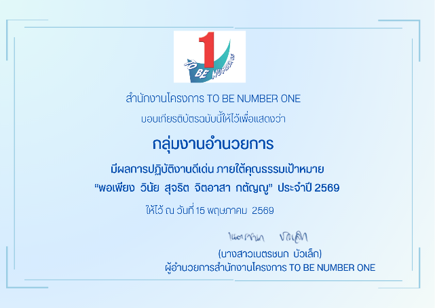 1
TO BE NUMBER ONE
สำนักงานโครงการ TO BE NUMBER ONE
มอบเกียรติบัตรฉบับนี้ให้ไว้เพื่อแสดงว่า
กลุ่มงานอำนวยการ
มีผลการปฏิบัติงานดีเด่น ภายใต้คุณธรรมเป้าหมาย
"พอเพียง วินัย สุจริต จิตอาสา กตัญญู" ประจำปี 2569
ให้ไว้ ณ วันที่ 15 พฤษภาคม 2569
(นางสาวเนตรชนก บัวเล็ก)
ผู้อำนวยการสำนักงานโครงการ TO BE NUMBER ONE